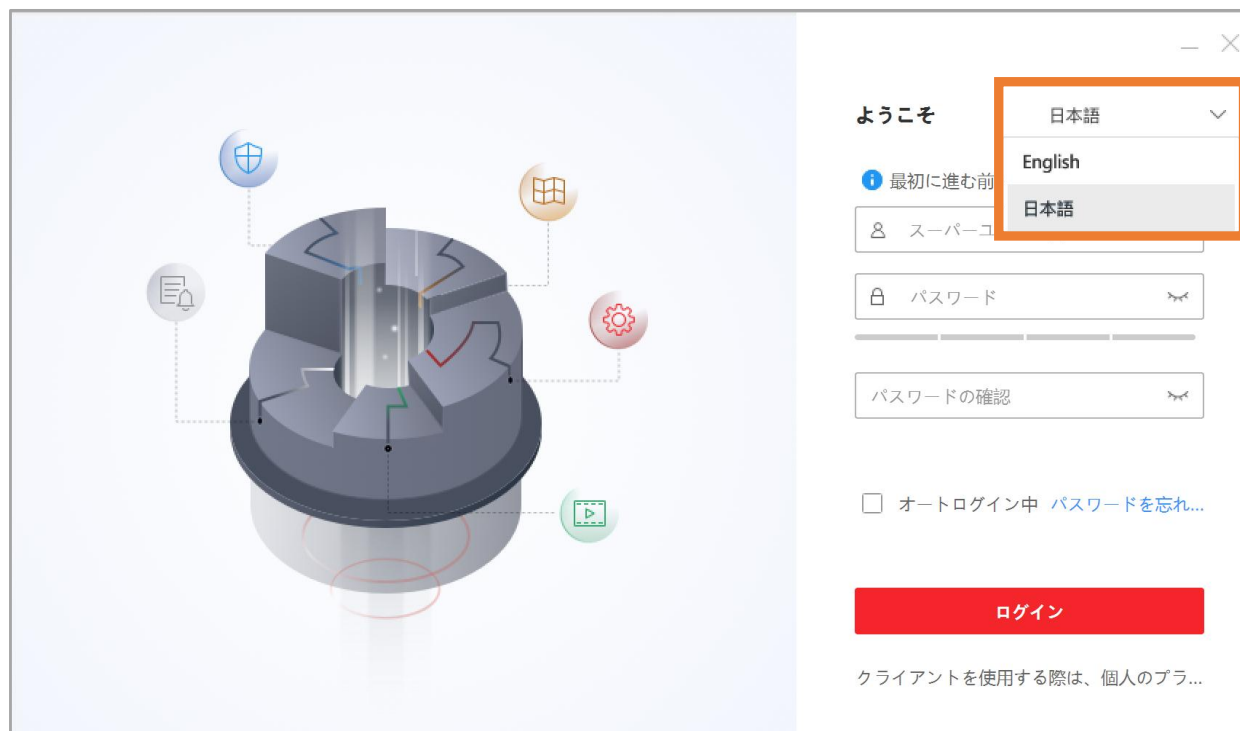 ようこそ
日本語
English
日本語
最初に進む前
スーパーユ
パスワード
パスワードの確認
オートログイン中 パスワードを忘れ...
ログイン
クライアントを使用する際は、個人のプラ...